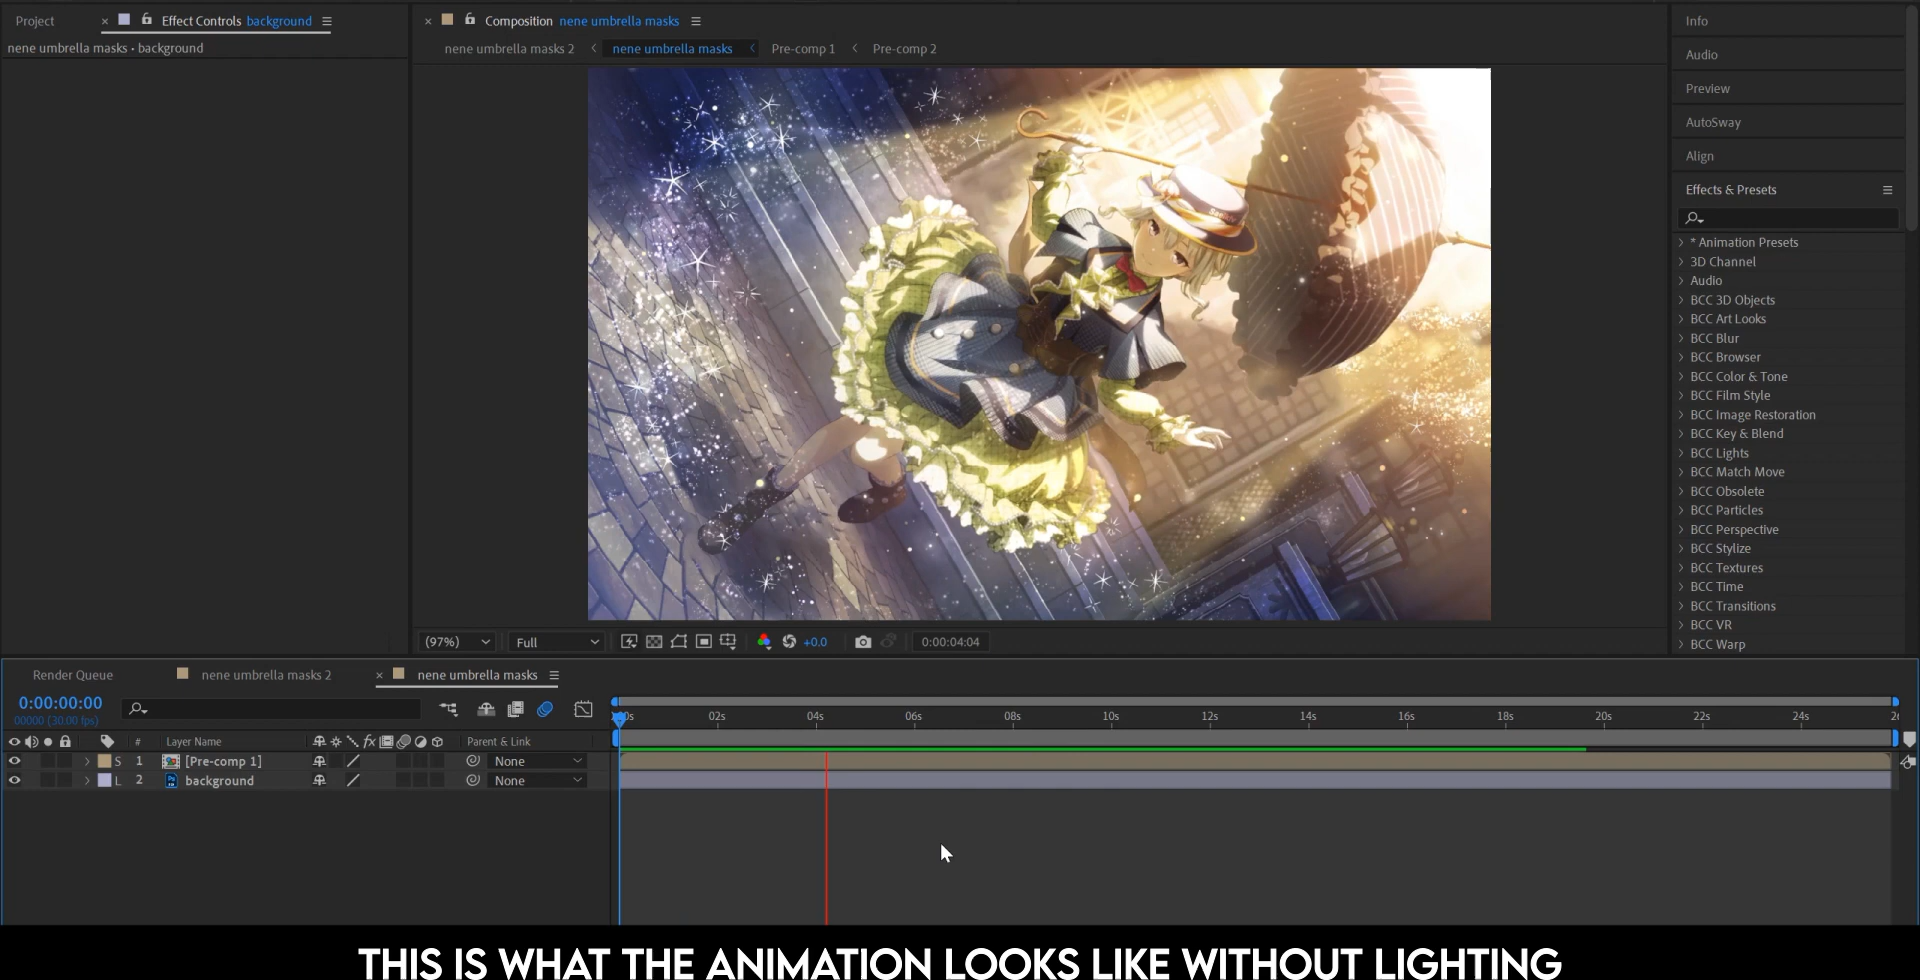 Project
× Effect Controls background
nene umbrella masks • background
× Composition nene umbrella masks
nene umbrella masks 2 < nene umbrella masks < Pre-comp 1 < Pre-comp 2
(97%) Full +0.0 0:00:04:04
Info
Audio
Preview
AutoSway
Align
Effects & Presets
> * Animation Presets
> 3D Channel
> Audio
> BCC 3D Objects
> BCC Art Looks
> BCC Blur
> BCC Browser
> BCC Color & Tone
> BCC Film Style
> BCC Image Restoration
> BCC Key & Blend
> BCC Lights
> BCC Match Move
> BCC Obsolete
> BCC Particles
> BCC Perspective
> BCC Stylize
> BCC Textures
> BCC Time
> BCC Transitions
> BCC VR
> BCC Warp
Render Queue nene umbrella masks 2 × nene umbrella masks
0:00:00:00
00000 (30.00 fps)
02s 04s 06s 08s 10s 12s 14s 16s 18s 20s 22s 24s
# Layer Name fx Parent & Link
> S 1 [Pre-comp 1] None
> L 2 background None
THIS IS WHAT THE ANIMATION LOOKS LIKE WITHOUT LIGHTING